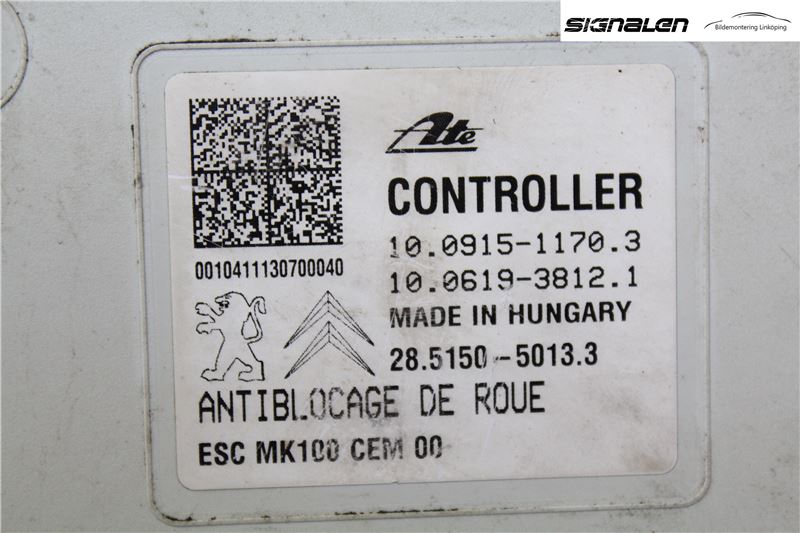 SIGNALEN
Bildemontering Linköping
Ate
CONTROLLER
10.0915-1170.3
10.0619-3812.1
MADE IN HUNGARY
0010411130700040
28.5150-5013.3
ANTIBLOCAGE DE ROUE
ESC MK100 CEM 00